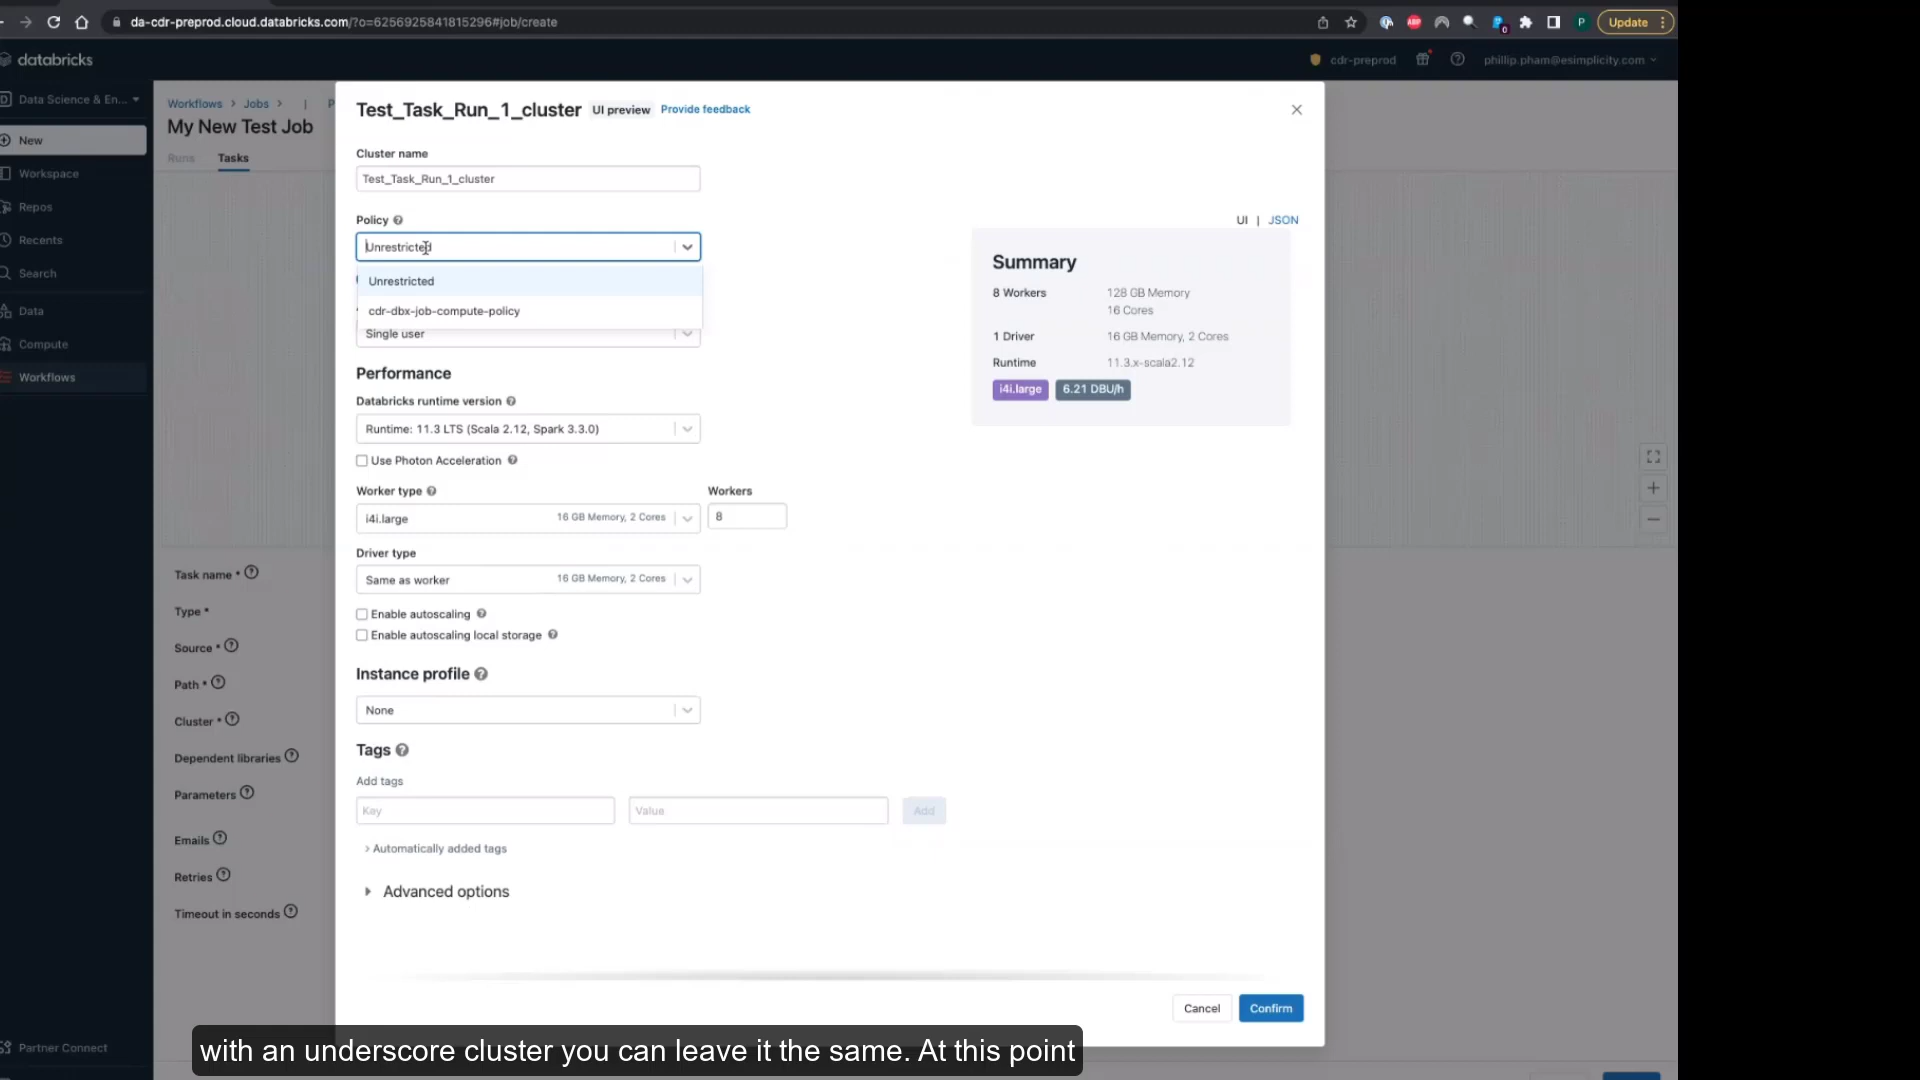 da-cdr-preprod.cloud.databricks.com/?o=6256925841815296#job/create
0
P
Update
databricks
cdr-preprod
phillip.pham@esimplicity.com
D Data Science & En...
Workflows > Jobs > | P
My New Test Job
Runs Tasks
New
Workspace
Repos
Recents
Search
Data
Compute
Workflows
Partner Connect
Task name *
Type *
Source *
Path *
Cluster *
Dependent libraries
Parameters
Emails
Retries
Timeout in seconds
Test_Task_Run_1_cluster UI preview Provide feedback
Cluster name
Test_Task_Run_1_cluster
Policy
UI | JSON
Unrestricted
Unrestricted
cdr-dbx-job-compute-policy
Single user
Performance
Databricks runtime version
Runtime: 11.3 LTS (Scala 2.12, Spark 3.3.0)
Use Photon Acceleration
Worker type Workers
i4i.large 16 GB Memory, 2 Cores 8
Driver type
Same as worker 16 GB Memory, 2 Cores
Enable autoscaling
Enable autoscaling local storage
Instance profile
None
Tags
Add tags
Key Value Add
> Automatically added tags
Advanced options
Summary
8 Workers 128 GB Memory
16 Cores
1 Driver 16 GB Memory, 2 Cores
Runtime 11.3.x-scala2.12
i4i.large 6.21 DBU/h
Cancel Confirm
with an underscore cluster you can leave it the same. At this point